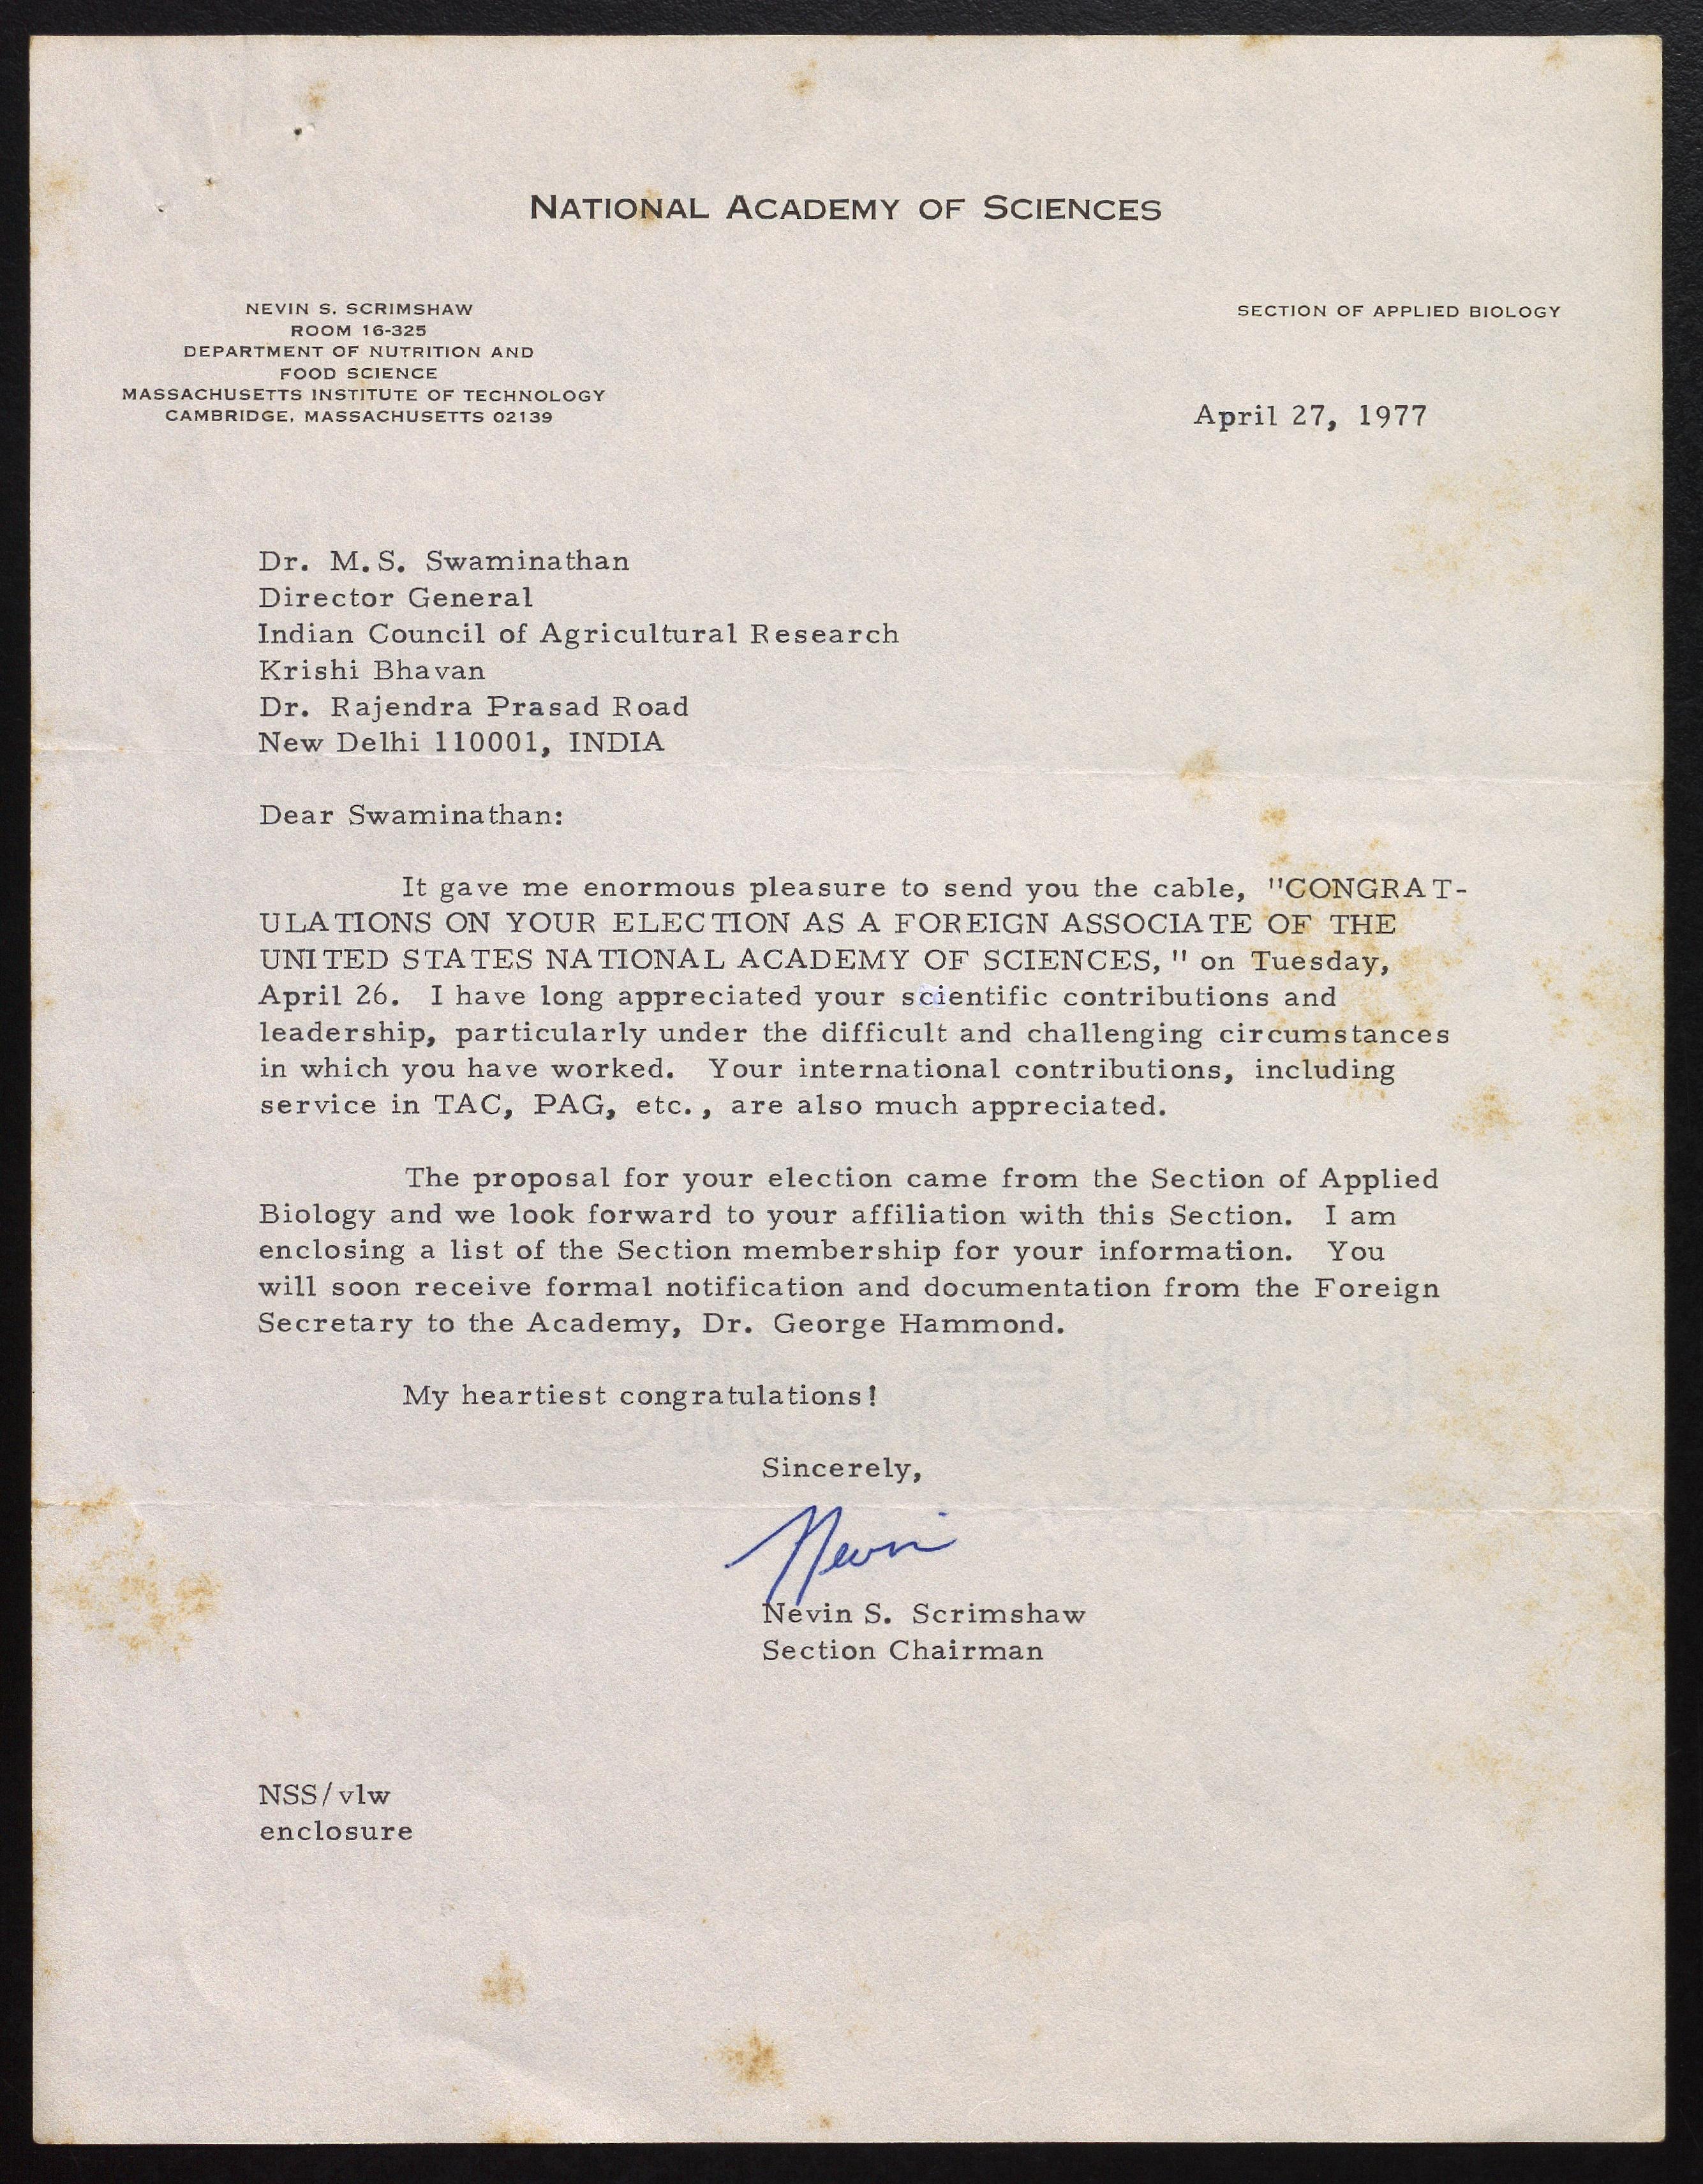 NATIONAL ACADEMY OF SCIENCES
NEVIN S. SCRIMSHAW
ROOM 16-325
DEPARTMENT OF NUTRITION AND
FOOD SCIENCE
MASSACHUSETTS INSTITUTE OF TECHNOLOGY
CAMBRIDGE, MASSACHUSETTS 02139
SECTION OF APPLIED BIOLOGY
April 27, 1977
Dr. M.S. Swaminathan
Director General
Indian Council of Agricultural Research
Krishi Bhavan
Dr. Rajendra Prasad Road
New Delhi 110001, INDIA
Dear Swaminathan:
It gave me enormous pleasure to send you the cable, "CONGRAT-
ULATIONS ON YOUR ELECTION AS A FOREIGN ASSOCIATE OF THE
UNITED STATES NATIONAL ACADEMY OF SCIENCES," on Tuesday,
April 26. I have long appreciated your scientific contributions and
leadership, particularly under the difficult and challenging circumstances
in which you have worked. Your international contributions, including
service in TAC, PAG, etc., are also much appreciated.
The proposal for your election came from the Section of Applied
Biology and we look forward to your affiliation with this Section. I am
enclosing a list of the Section membership for your information. You
will soon receive formal notification and documentation from the Foreign
Secretary to the Academy, Dr. George Hammond.
My heartiest congratulations!
Sincerely,
Nevin
Nevin S. Scrimshaw
Section Chairman
NSS/vlw
enclosure